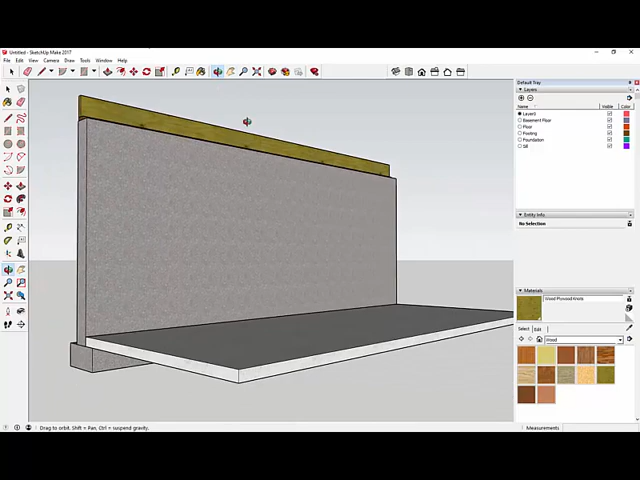 Untitled - SketchUp Make 2017
File Edit View Camera Draw Tools Window Help
Default Tray
Layers
Visible Color
Layer0
Basement Floor
Floor
Footing
Foundation
Sill
Entity Info
No Selection
Materials
Wood Plywood Knots
Select Edit
Wood
Drag to orbit. Shift = Pan, Ctrl = suspend gravity.
Measurements